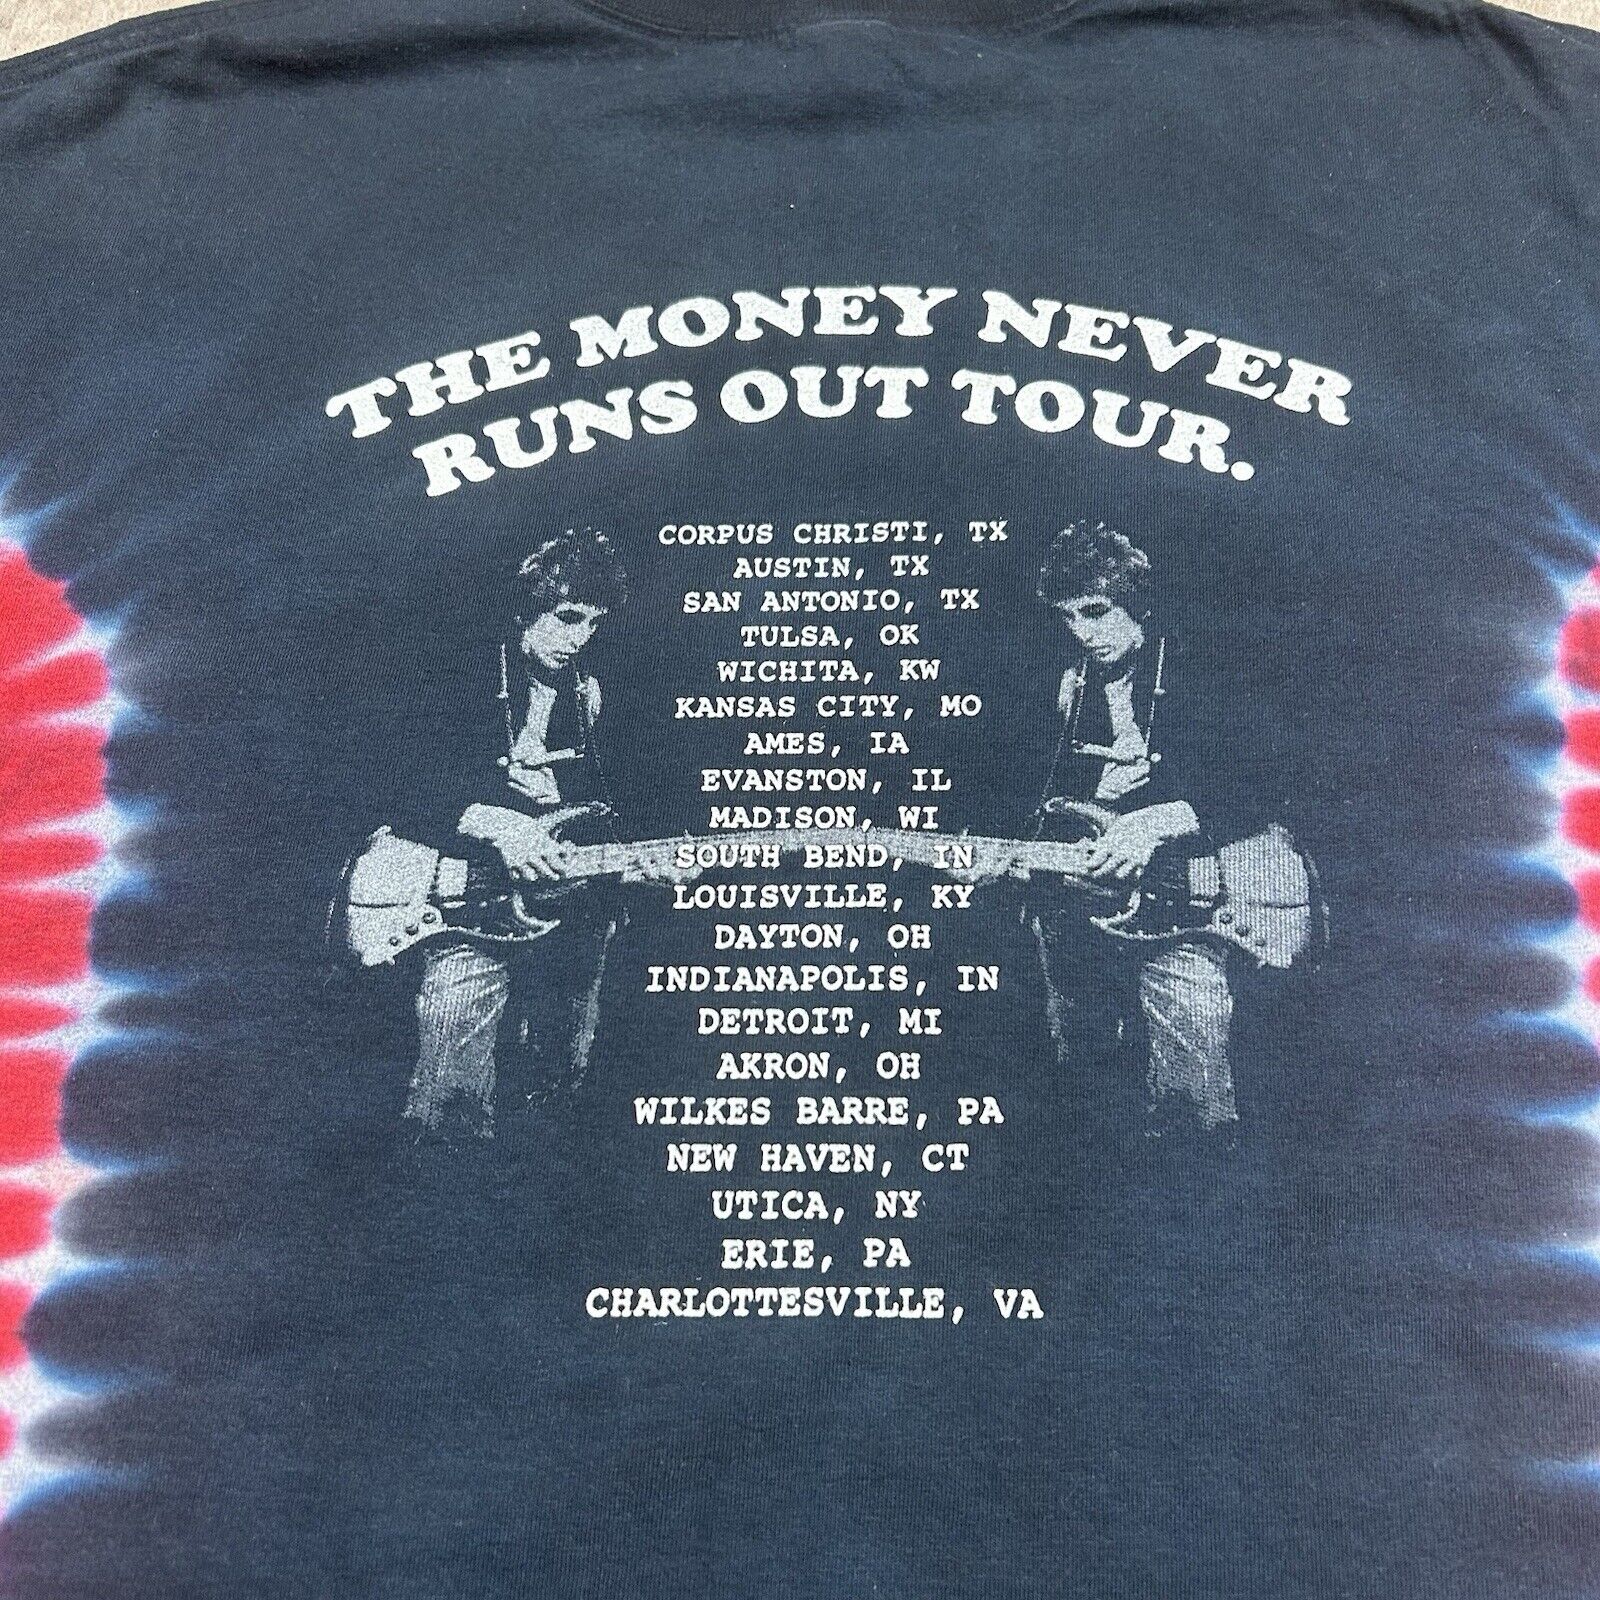 THE MONEY NEVER
RUNS OUT TOUR.
CORPUS CHRISTI, TX
AUSTIN, TX
SAN ANTONIO, TX
TULSA, OK
WICHITA, KW
KANSAS CITY, MO
AMES, IA
EVANSTON, IL
MADISON, WI
SOUTH BEND, IN
LOUISVILLE, KY
DAYTON, OH
INDIANAPOLIS, IN
DETROIT, MI
AKRON, OH
WILKES BARRE, PA
NEW HAVEN, CT
UTICA, NY
ERIE, PA
CHARLOTTESVILLE, VA